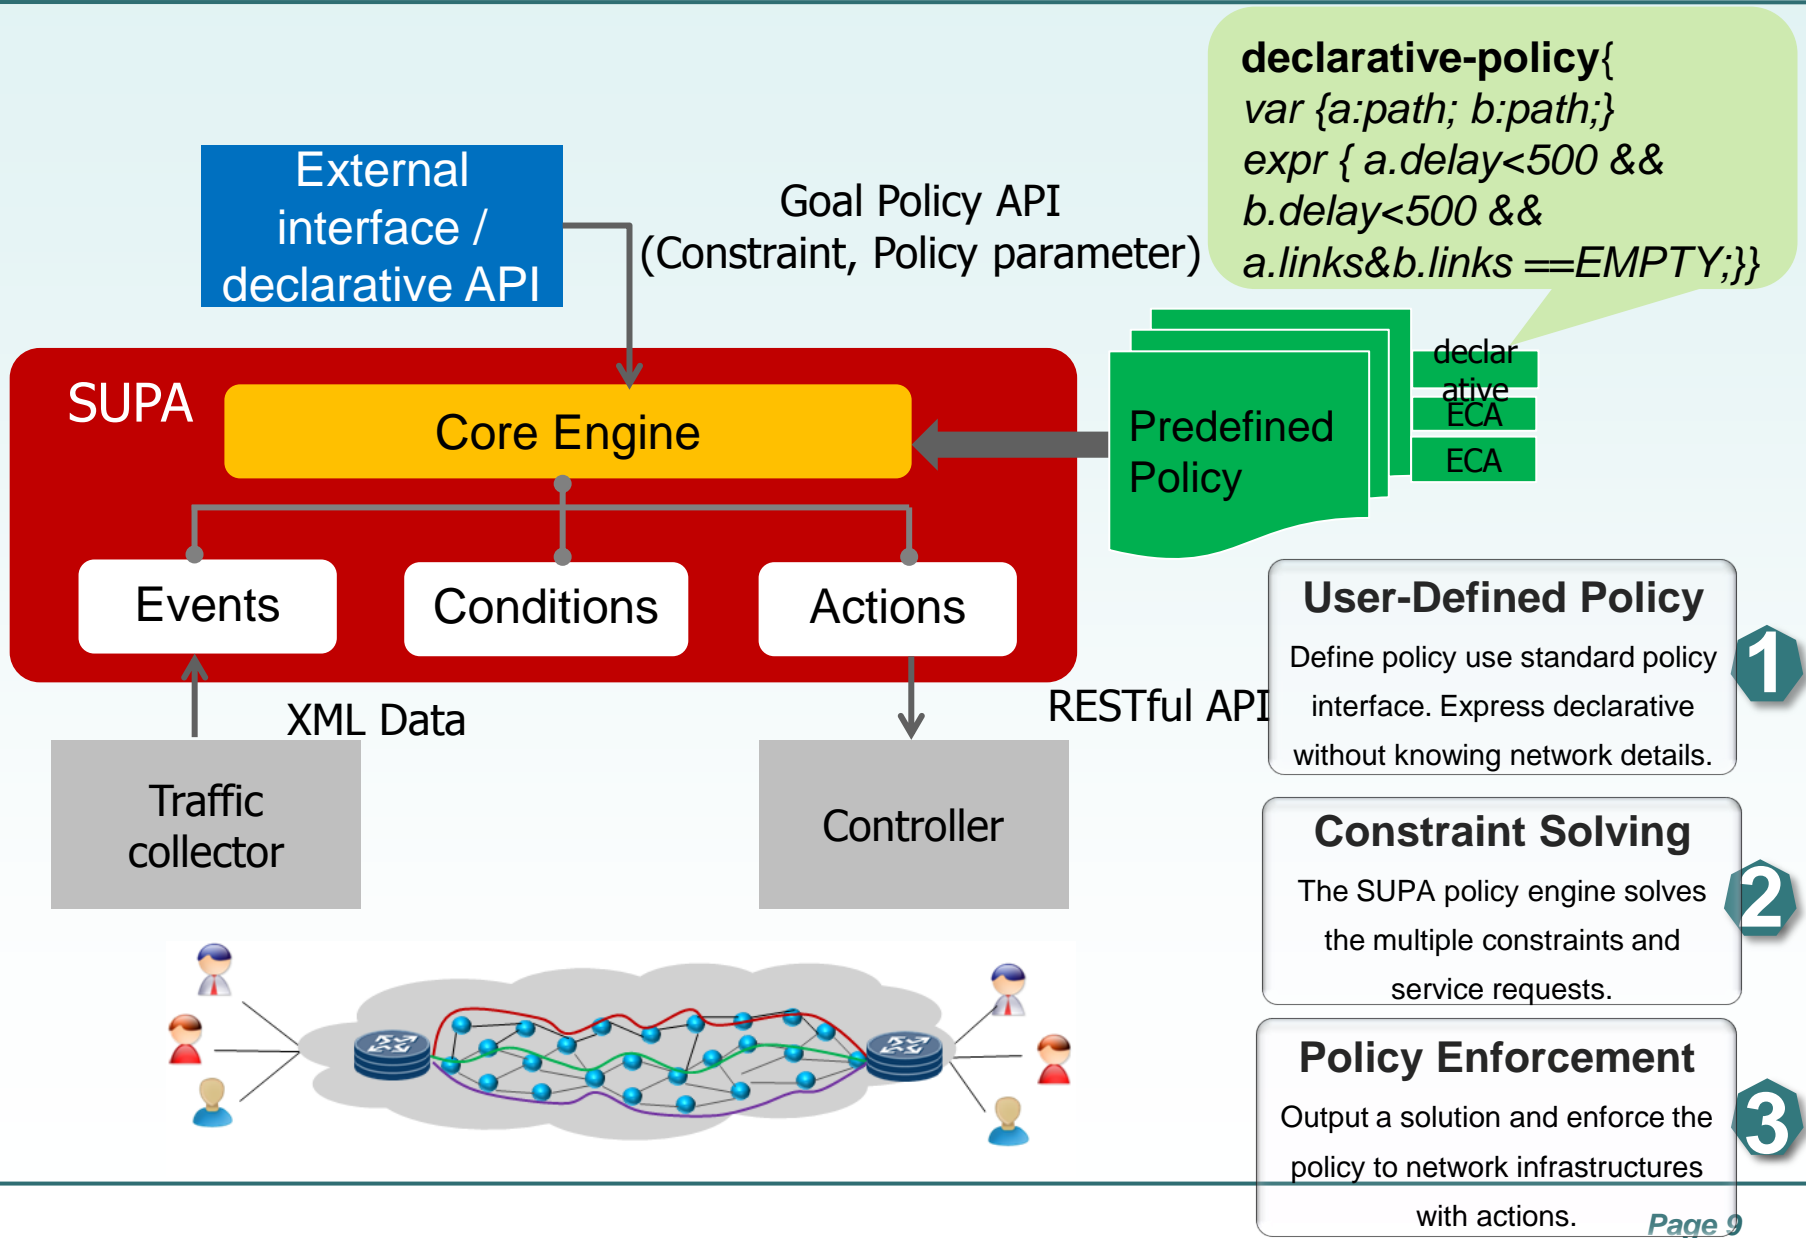 declarative-policy{
var {a:path; b:path;}
expr { a.delay<500 &&
b.delay<500 &&
a.links&b.links ==EMPTY;}}
External
interface /
declarative API
Goal Policy API
(Constraint, Policy parameter)
SUPA
Core Engine
Predefined
Policy
declar
ative
ECA
ECA
Events
Conditions
Actions
XML Data
RESTful API
Traffic
collector
Controller
User-Defined Policy
Define policy use standard policy
interface. Express declarative
without knowing network details.
1
Constraint Solving
The SUPA policy engine solves
the multiple constraints and
service requests.
2
Policy Enforcement
Output a solution and enforce the
policy to network infrastructures
with actions.
3
Page 9